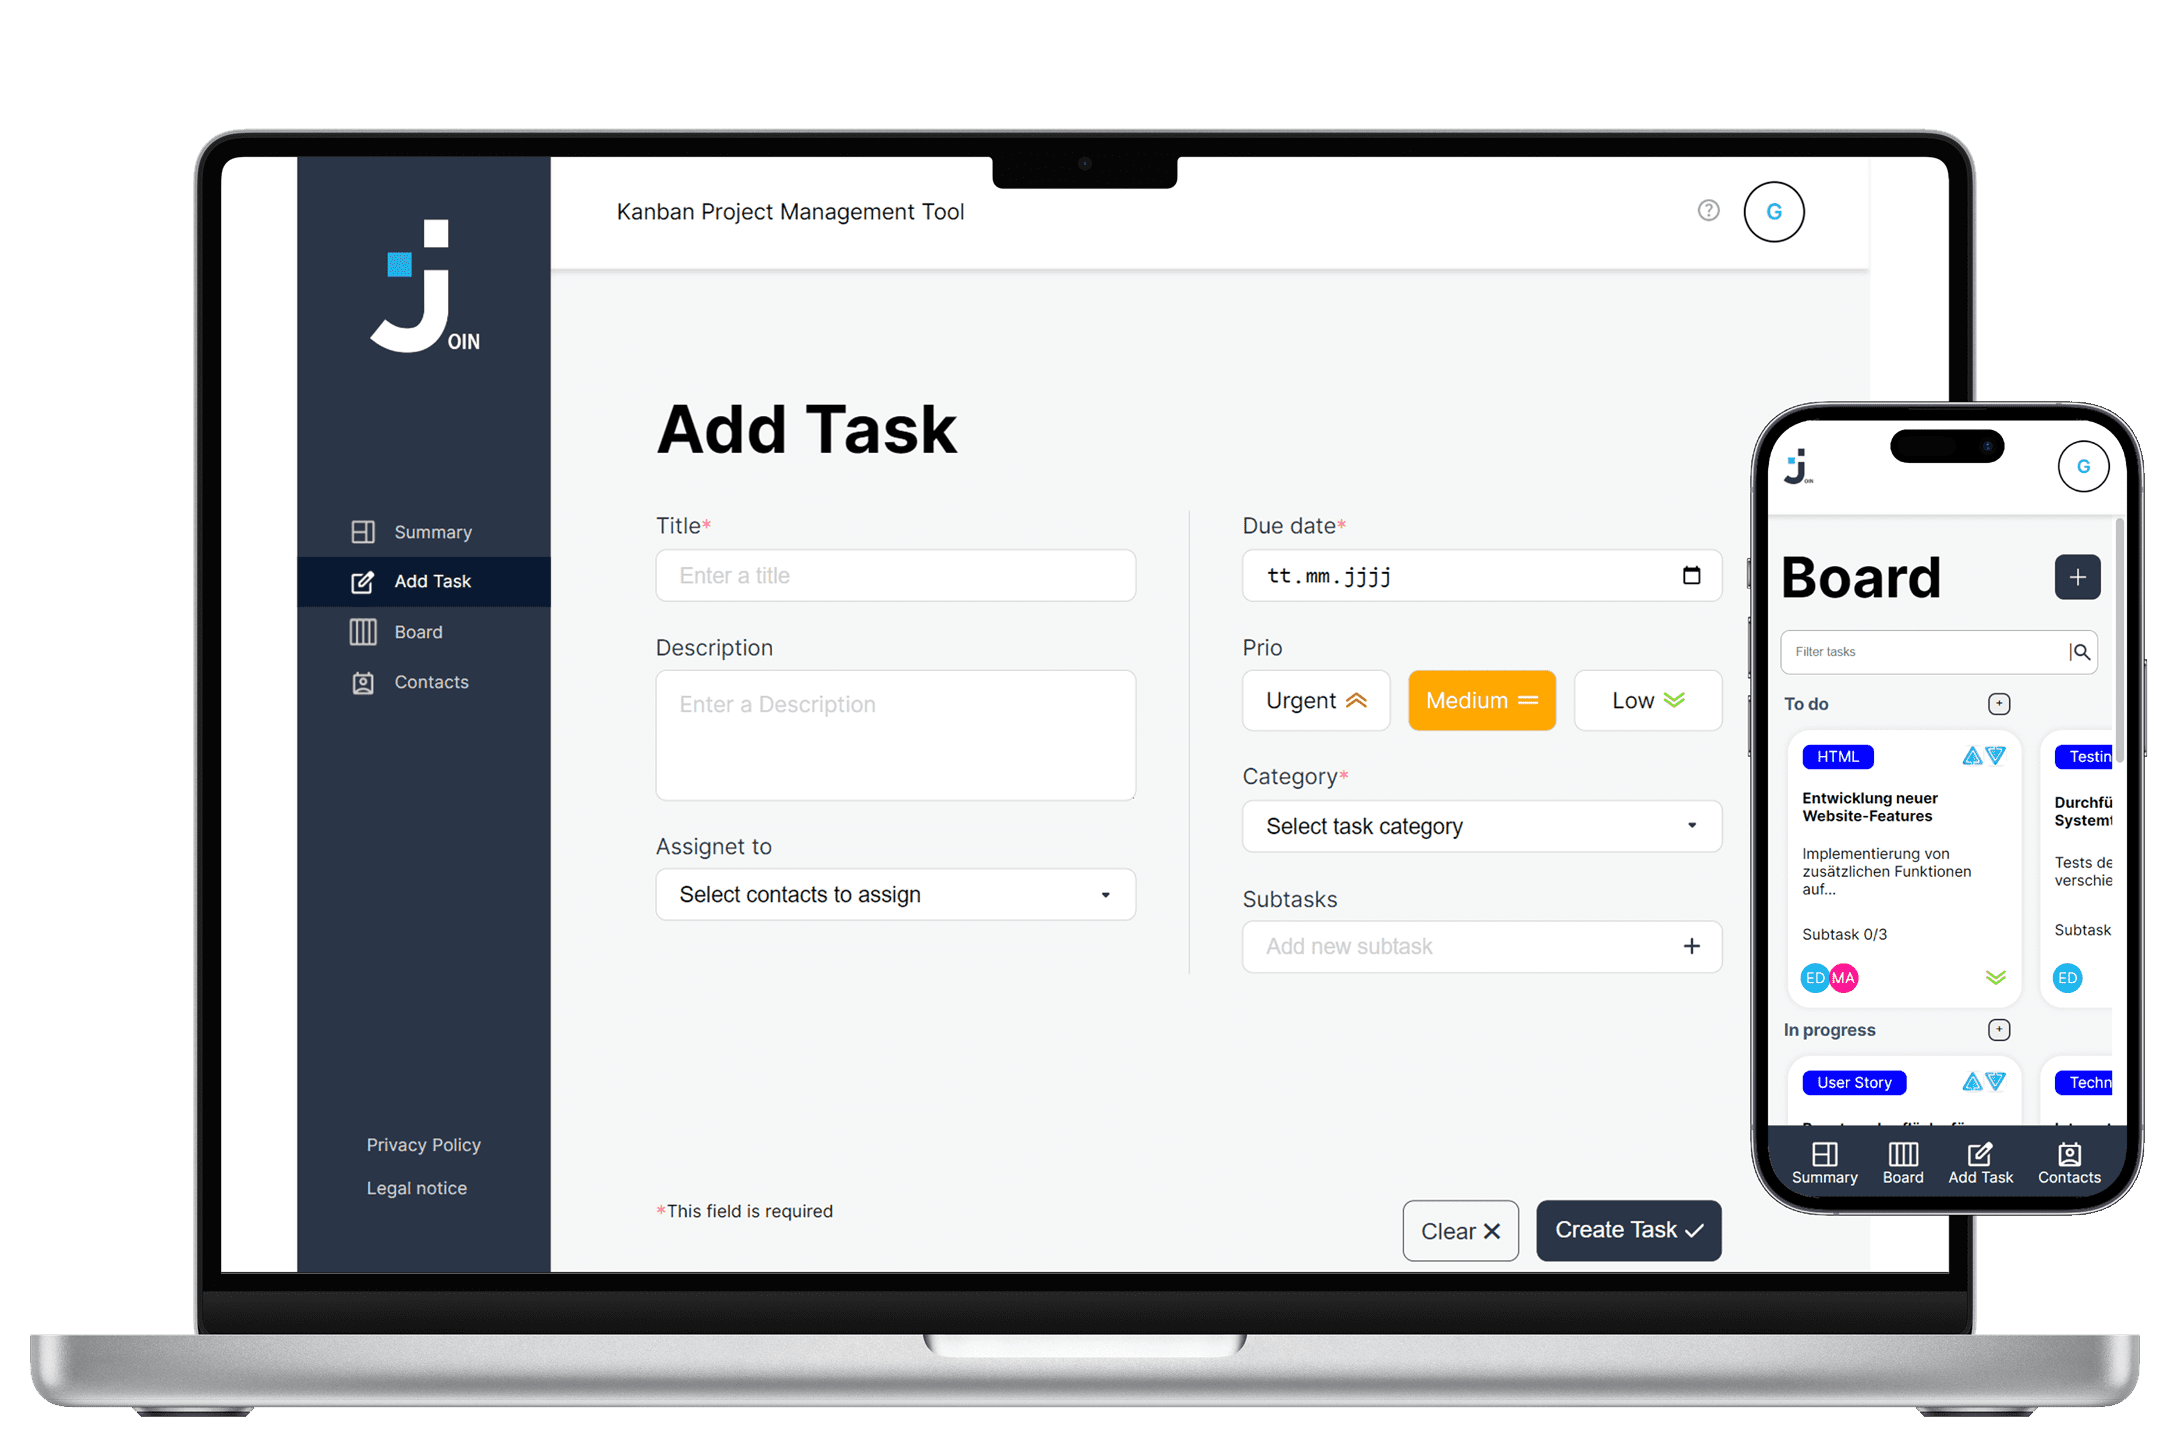 Kanban Project Management Tool
G
JOIN
Summary
Add Task
Board
Contacts
Privacy Policy
Legal notice
Add Task
Title*
Enter a title
Description
Enter a Description
Assignet to
Select contacts to assign
Due date*
tt.mm.jjjj
Prio
Urgent
Medium
Low
Category*
Select task category
Subtasks
Add new subtask
*This field is required
Clear
Create Task
JOIN
G
Board
Filter tasks
To do
HTML
Entwicklung neuer
Website-Features
Implementierung von
zusätzlichen Funktionen
auf...
Subtask 0/3
ED MA
Testin
Durchfü
Systemt
Tests de
verschie
Subtask
ED
In progress
User Story
Techn
Summary
Board
Add Task
Contacts